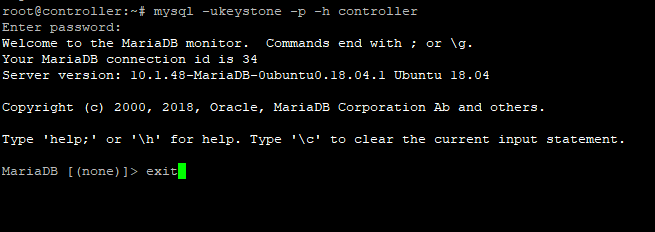 root@controller:~# mysql -ukeystone -p -h controller
Enter password:
Welcome to the MariaDB monitor.  Commands end with ; or \g.
Your MariaDB connection id is 34
Server version: 10.1.48-MariaDB-0ubuntu0.18.04.1 Ubuntu 18.04
Copyright (c) 2000, 2018, Oracle, MariaDB Corporation Ab and others.
Type 'help;' or '\h' for help. Type '\c' to clear the current input statement.
MariaDB [(none)]> exit